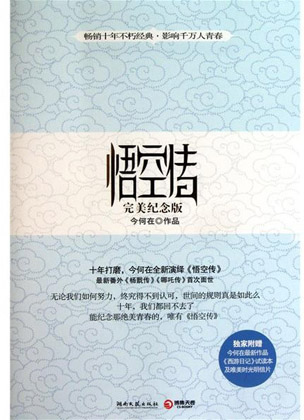 畅销十年不朽经典·影响千万人青春
悟空传
完美纪念版
今何在◎作品
十年打磨，今何在全新演绎《悟空传》
最新番外《杨戬传》《哪吒传》首次面世
无论我们如何努力，终究得不到认可，世间的规则真是如此么
十年，我们都回不去了
能纪念那绝美青春的，唯有《悟空传》
独家附赠
今何在最新作品
《西游日记》试读本
及唯美时光明信片
湖南文艺出版社
博集天卷